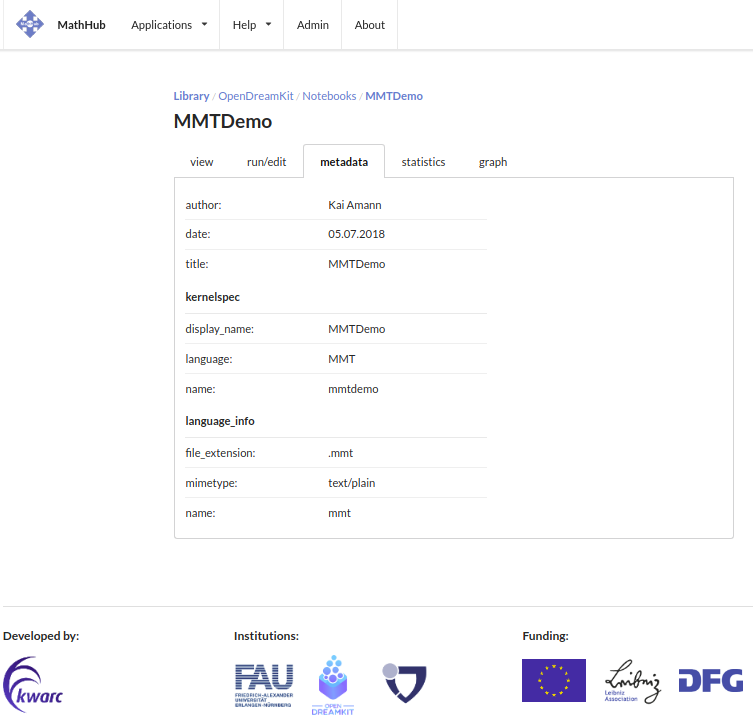 MathHub Applications Help Admin About
Library / OpenDreamKit / Notebooks / MMTDemo
MMTDemo
view run/edit metadata statistics graph
author: Kai Amann
date: 05.07.2018
title: MMTDemo
kernelspec
display_name: MMTDemo
language: MMT
name: mmtdemo
language_info
file_extension: .mmt
mimetype: text/plain
name: mmt
Developed by: Institutions: Funding:
kwarc
FAU
FRIEDRICH-ALEXANDER
UNIVERSITÄT
ERLANGEN-NÜRNBERG
OPEN
DREAMKIT
Leibniz
Leibniz
Association
DFG